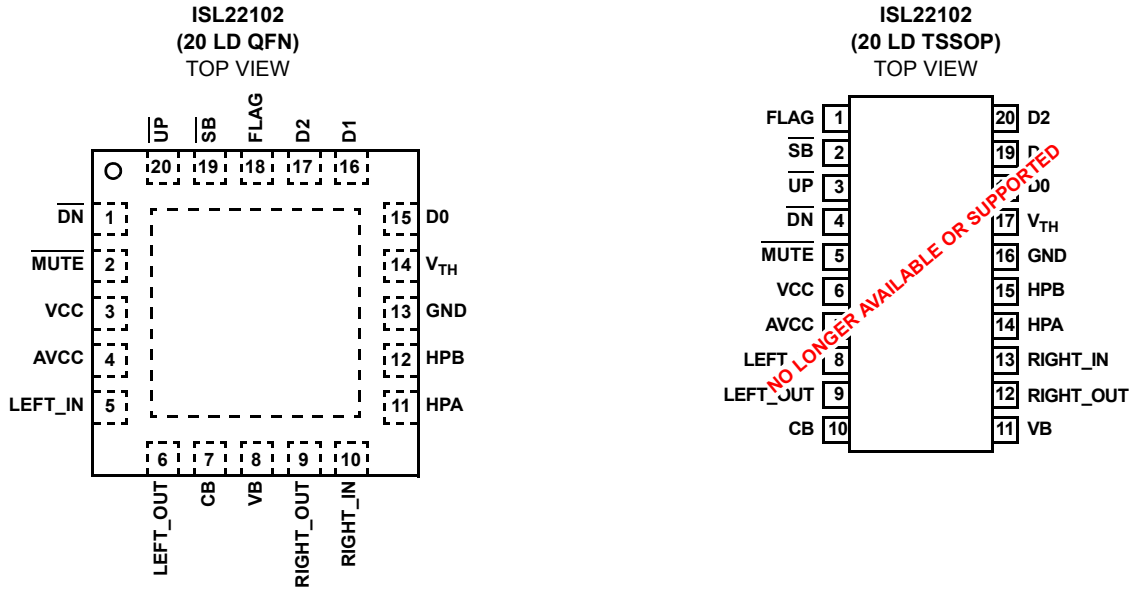 ISL22102
(20 LD QFN)
TOP VIEW
UP
SB
FLAG
D2
D1
20
19
18
17
16
DN 1
MUTE 2
VCC 3
AVCC 4
LEFT_IN 5
15 D0
14 VTH
13 GND
12 HPB
11 HPA
6
7
8
9
10
LEFT_OUT
CB
VB
RIGHT_OUT
RIGHT_IN
ISL22102
(20 LD TSSOP)
TOP VIEW
FLAG 1
SB 2
UP 3
DN 4
MUTE 5
VCC 6
AVCC
LEFT 8
LEFT_OUT 9
CB 10
20 D2
19
D0
17 VTH
16 GND
15 HPB
14 HPA
13 RIGHT_IN
12 RIGHT_OUT
11 VB
NO LONGER AVAILABLE OR SUPPORTED